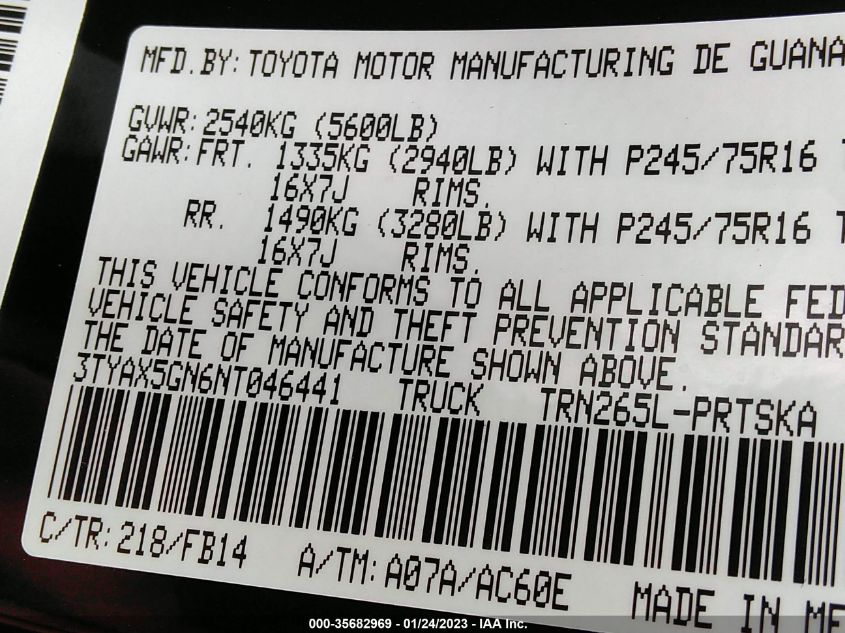 MFD.BY: TOYOTA MOTOR MANUFACTURING DE GUANA
GVWR: 2540KG (5600LB)
GAWR: FRT. 1335KG (2940LB) WITH P245/75R16 T
16X7J RIMS.
RR. 1490KG (3280LB) WITH P245/75R16 T
16X7J RIMS.
THIS VEHICLE CONFORMS TO ALL APPLICABLE FED
VEHICLE SAFETY AND THEFT PREVENTION STANDAR
THE DATE OF MANUFACTURE SHOWN ABOVE.
3TYAX5GN6NT046441 TRUCK TRN265L-PRTSKA
C/TR: 218/FB14 A/TM: A07A/AC60E MADE IN ME
000-35682969 - 01/24/2023 - IAA Inc.